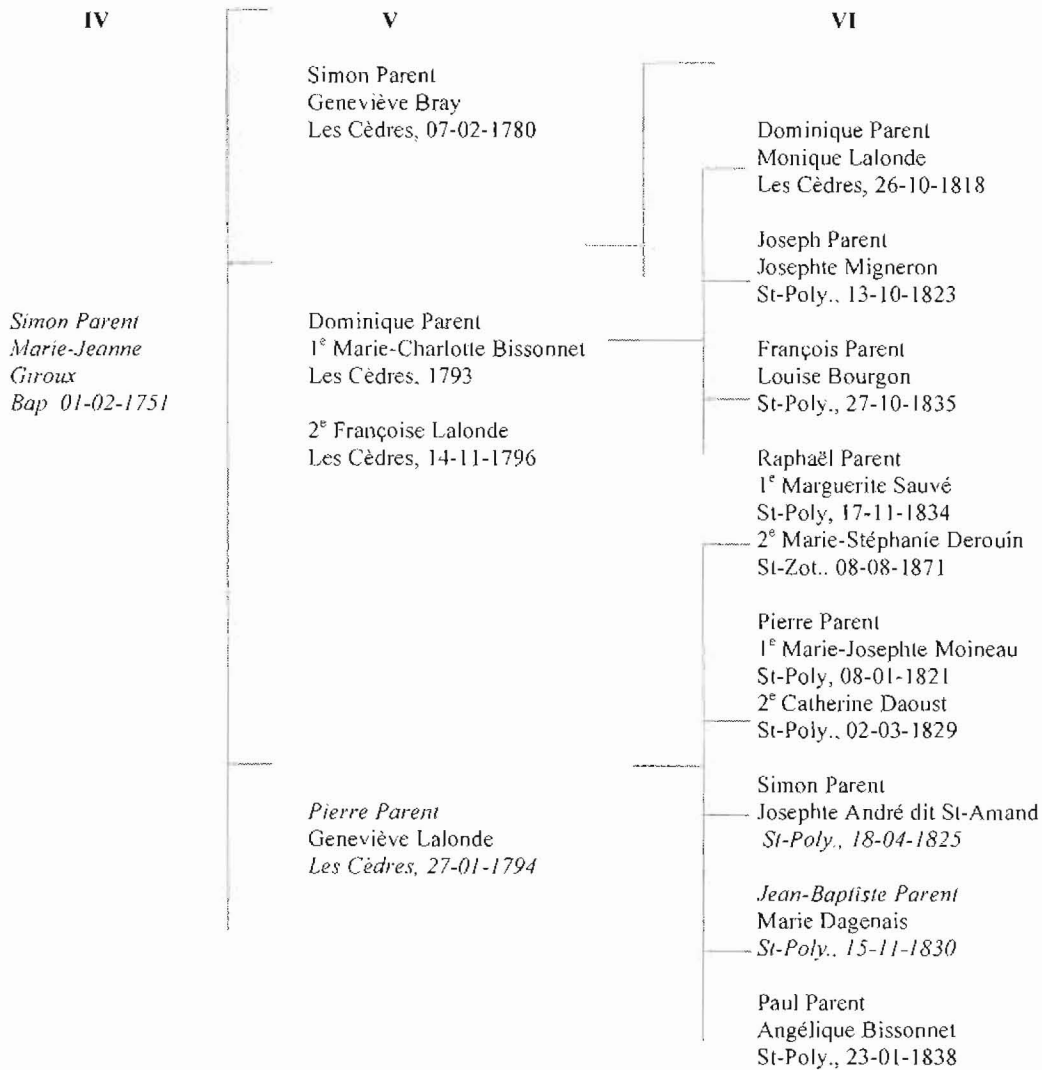 IV
V
VI
Simon Parent
Marie-Jeanne
Giroux
Bap 01-02-1751
Simon Parent
Geneviève Bray
Les Cèdres, 07-02-1780
Dominique Parent
1e Marie-Charlotte Bissonnet
Les Cèdres, 1793
2e Françoise Lalonde
Les Cèdres, 14-11-1796
Pierre Parent
Geneviève Lalonde
Les Cèdres, 27-01-1794
Dominique Parent
Monique Lalonde
Les Cèdres, 26-10-1818
Joseph Parent
Josephte Migneron
St-Poly., 13-10-1823
François Parent
Louise Bourgon
St-Poly., 27-10-1835
Raphaël Parent
1e Marguerite Sauvé
St-Poly, 17-11-1834
2e Marie-Stéphanie Derouin
St-Zot., 08-08-1871
Pierre Parent
1e Marie-Josephte Moineau
St-Poly, 08-01-1821
2e Catherine Daoust
St-Poly., 02-03-1829
Simon Parent
Josephte André dit St-Amand
St-Poly., 18-04-1825
Jean-Baptiste Parent
Marie Dagenais
St-Poly., 15-11-1830
Paul Parent
Angélique Bissonnet
St-Poly., 23-01-1838